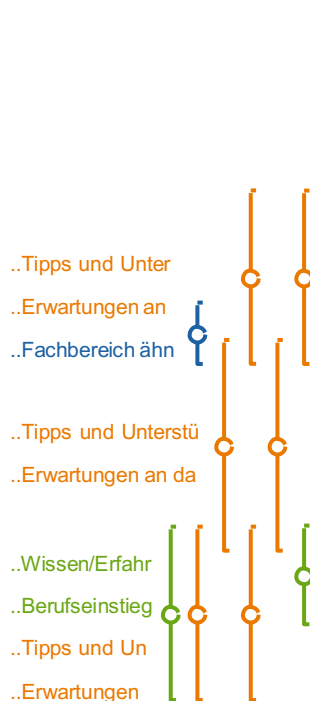 ..Tipps und Unter
..Erwartungen an
..Fachbereich ähn
..Tipps und Unterstü
..Erwartungen an da
..Wissen/Erfahr
..Berufseinstieg
..Tipps und Un
..Erwartungen